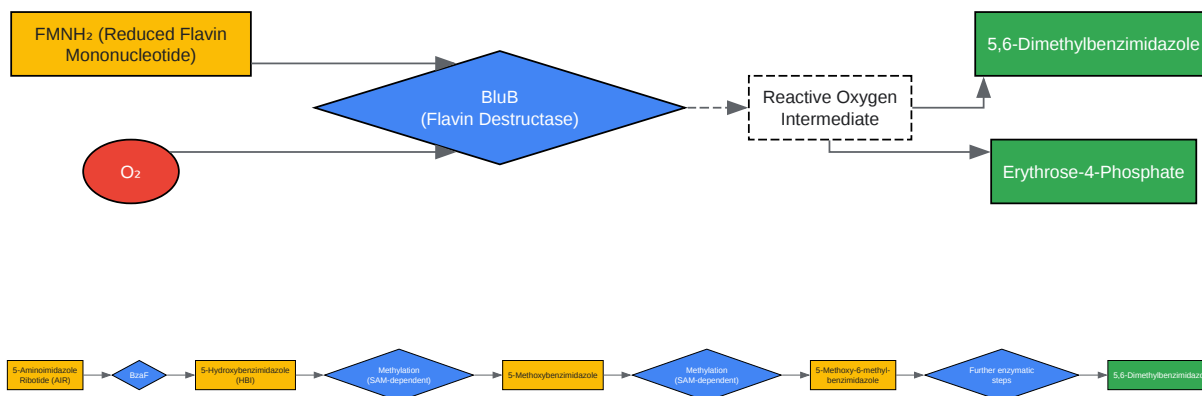 FMNH₂ (Reduced Flavin
Mononucleotide)
5,6-Dimethylbenzimidazole
BluB
(Flavin Destructase)
Reactive Oxygen
Intermediate
O₂
Erythrose-4-Phosphate
5-Aminoimidazole
Ribotide (AIR)
BzaF
5-Hydroxybenzimidazole
(HBI)
Methylation
(SAM-dependent)
5-Methoxybenzimidazole
Methylation
(SAM-dependent)
5-Methoxy-6-methyl-
benzimidazole
Further enzymatic
steps
5,6-Dimethylbenzimidazo